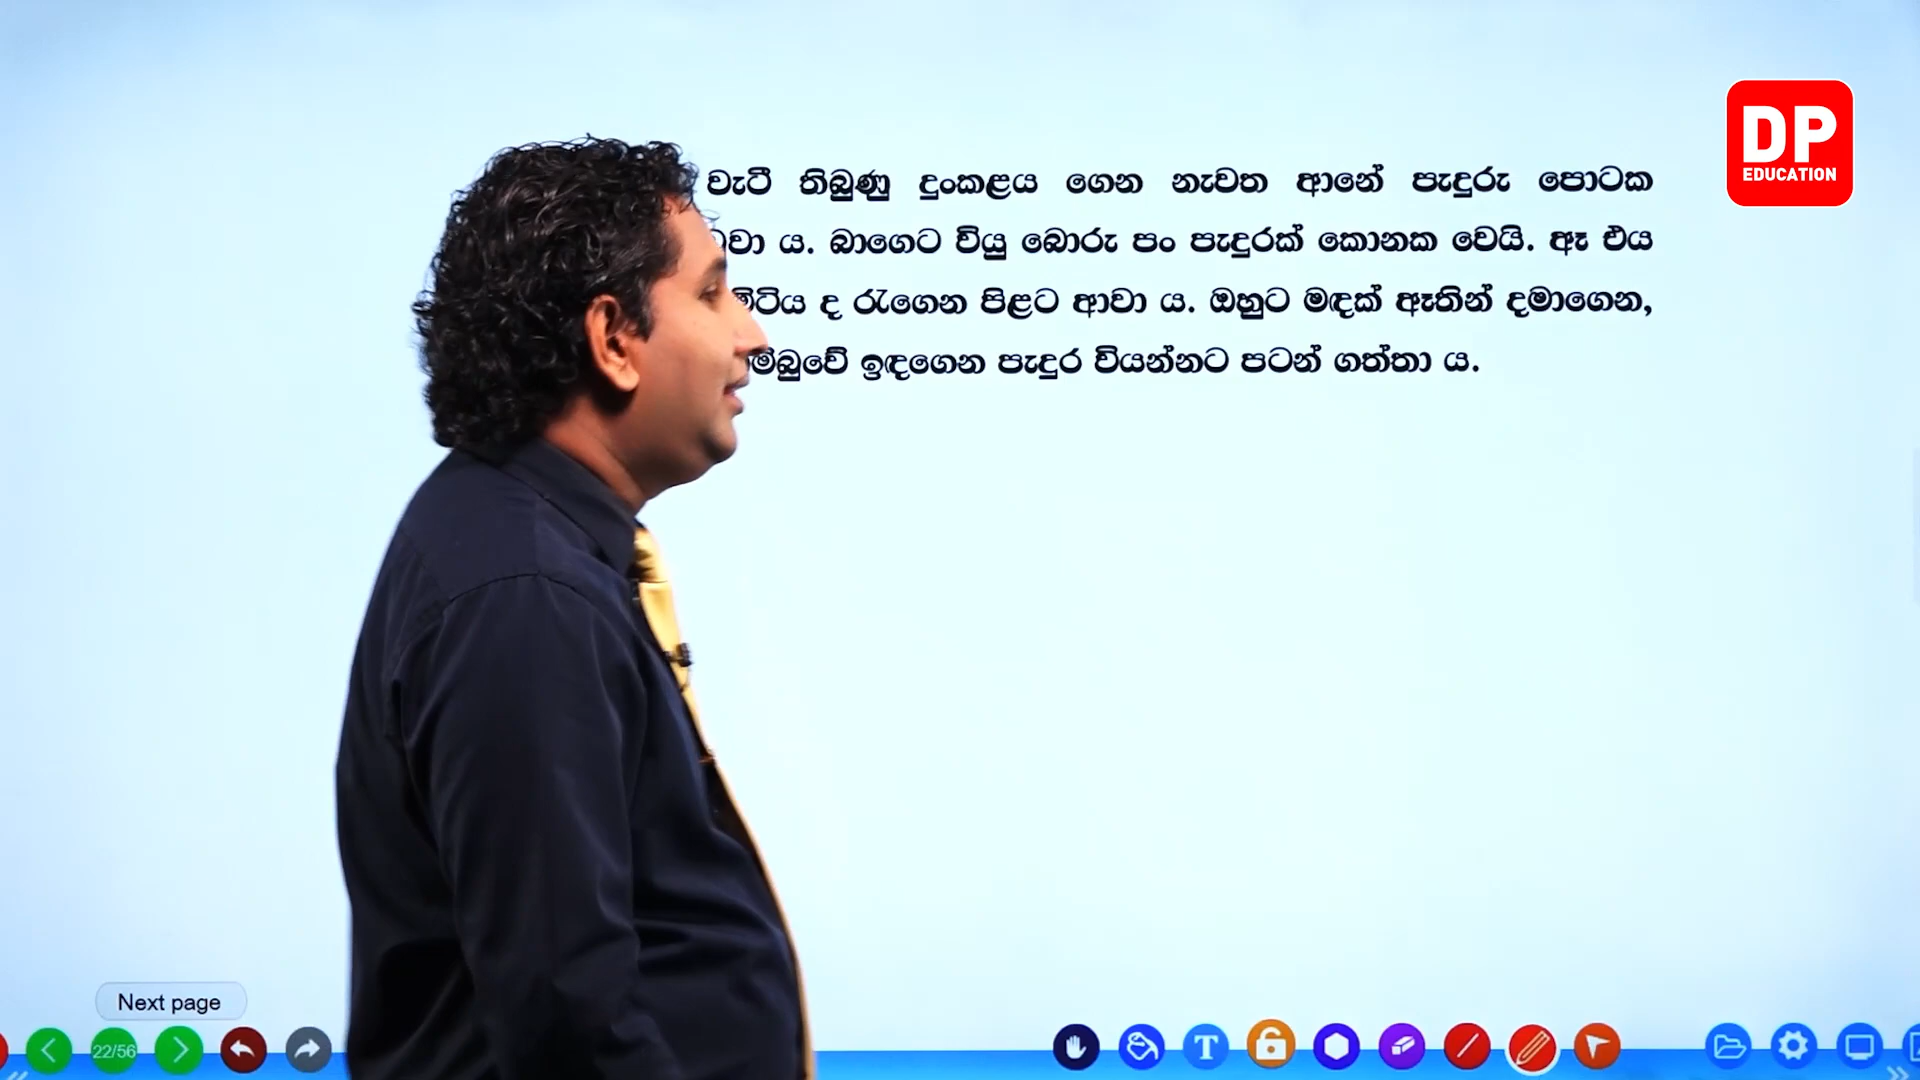 DP
EDUCATION
වැටී තිබුණු දුංකළය ගෙන නැවත ආනේ පැදුරු පොටක
ය. බාගෙට වියු බොරු පං පැදුරක් කොනක වෙයි. ඈ එය
ද රැගෙන පිළට ආවා ය. ඔහුට මඳක් ඈතින් දමාගෙන,
ඉඳගෙන පැදුර වියන්නට පටන් ගත්තා ය.
Next page
22/56
T